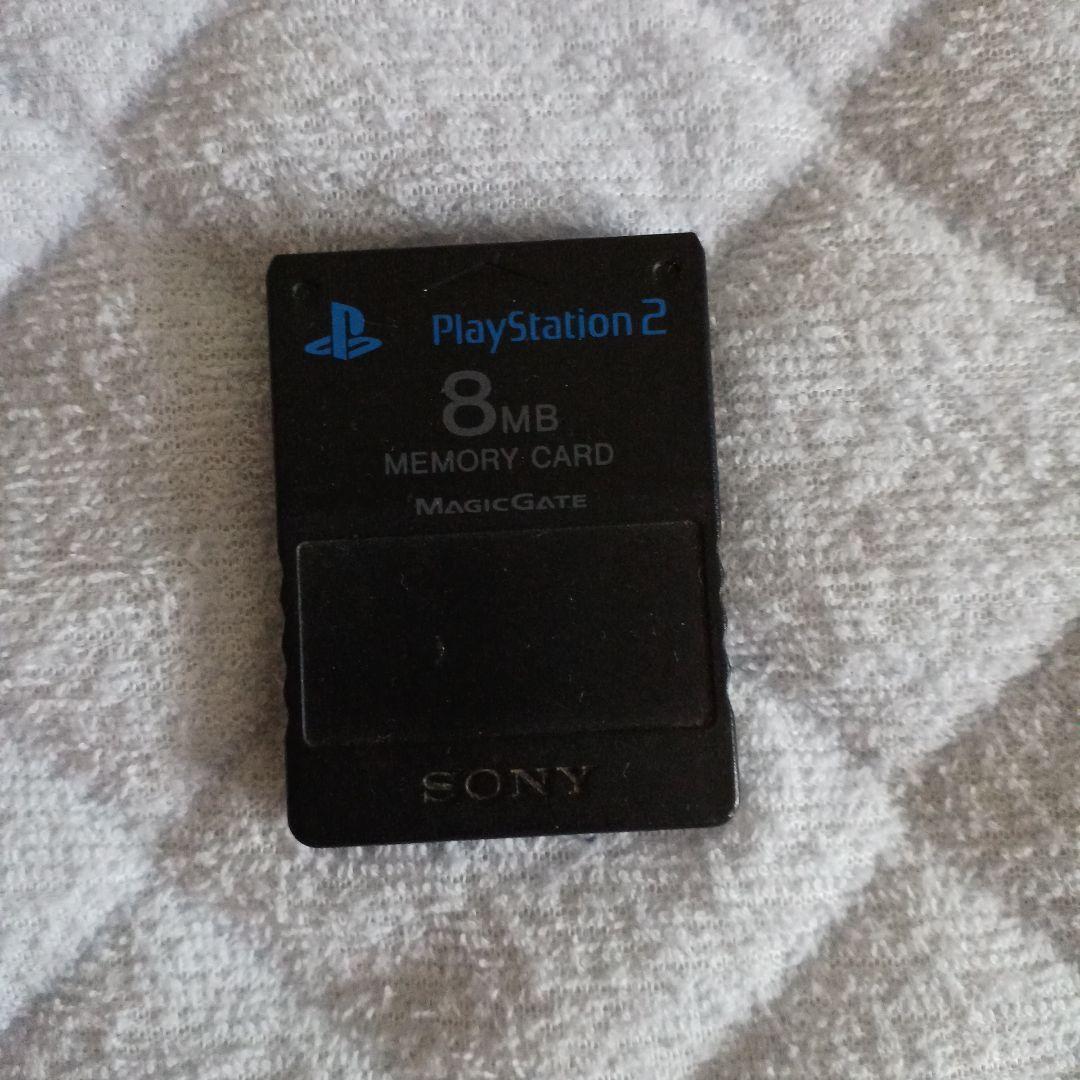 PlayStation 2
8MB
MEMORY CARD
MAGICGATE
SONY